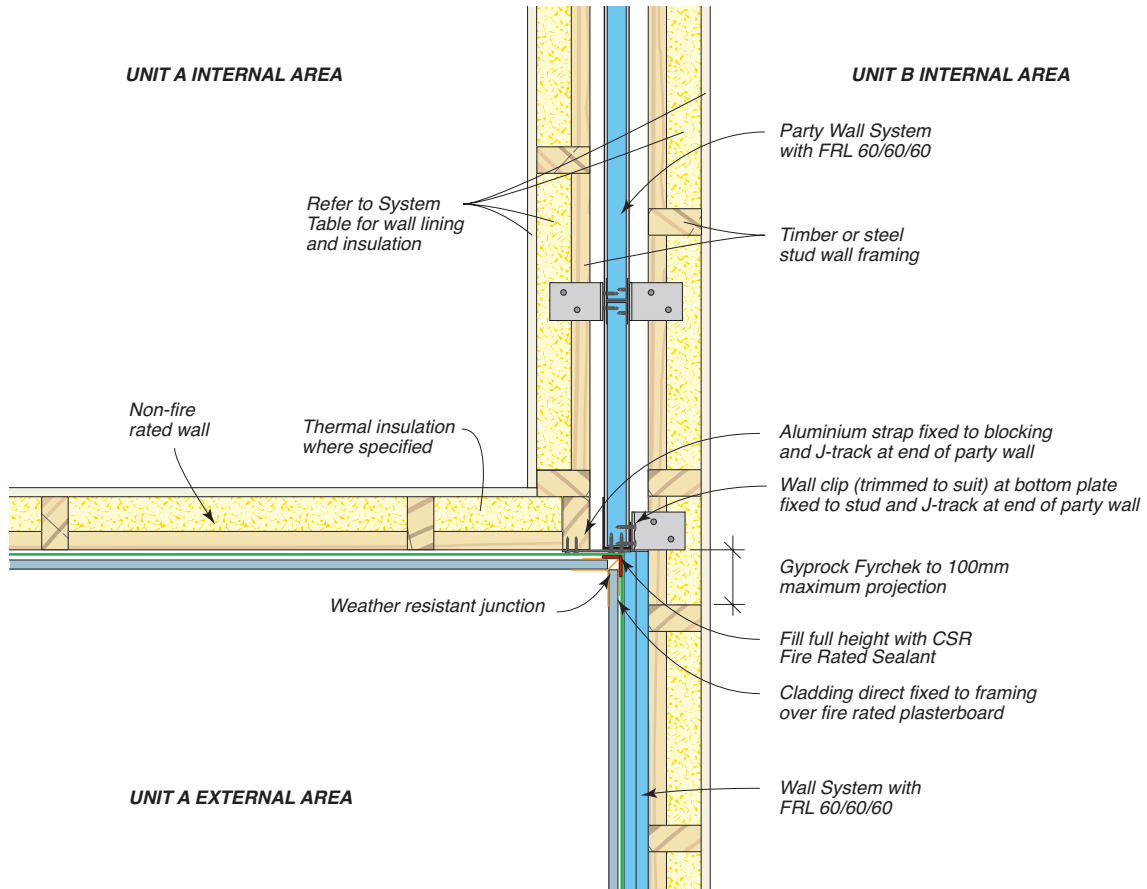 UNIT A INTERNAL AREA
UNIT B INTERNAL AREA
Party Wall System
with FRL 60/60/60
Refer to System
Table for wall lining
and insulation
Timber or steel
stud wall framing
Non-fire
rated wall
Thermal insulation
where specified
Aluminium strap fixed to blocking
and J-track at end of party wall
Wall clip (trimmed to suit) at bottom plate
fixed to stud and J-track at end of party wall
Gyprock Fyrchek to 100mm
maximum projection
Weather resistant junction
Fill full height with CSR
Fire Rated Sealant
Cladding direct fixed to framing
over fire rated plasterboard
UNIT A EXTERNAL AREA
Wall System with
FRL 60/60/60